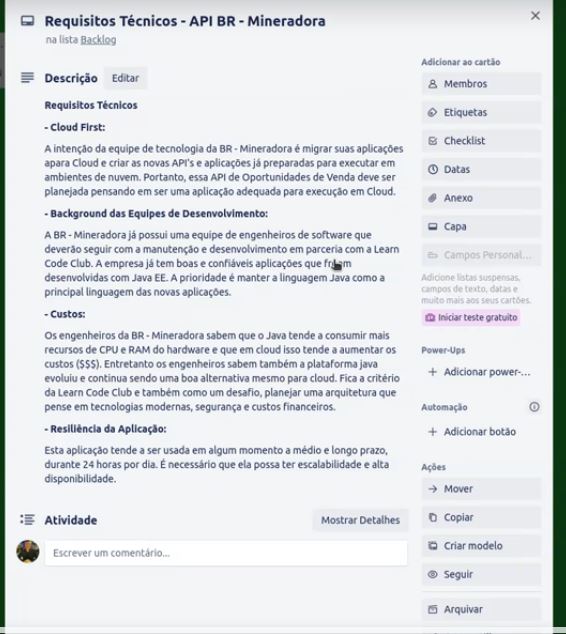 Requisitos Técnicos - API BR - Mineradora
na lista Backlog
Descrição
Editar
Requisitos Técnicos
- Cloud First:
A intenção da equipe de tecnologia da BR - Mineradora é migrar suas aplicações
apara Cloud e criar as novas API's e aplicações já preparadas para executar em
ambientes de nuvem. Portanto, essa API de Oportunidades de Venda deve ser
planejada pensando em ser uma aplicação adequada para execução em Cloud.
- Background das Equipes de Desenvolvimento:
A BR - Mineradora já possui uma equipe de engenheiros de software que
deverão seguir com a manutenção e desenvolvimento em parceria com a Learn
Code Club. A empresa já tem boas e confiáveis aplicações que
desenvolvidas com Java EE. A prioridade é manter a linguagem Java como a
principal linguagem das novas aplicações.
- Custos:
Os engenheiros da BR - Mineradora sabem que o Java tende a consumir mais
recursos de CPU e RAM do hardware e que em cloud isso tende a aumentar os
custos ($$$). Entretanto os engenheiros sabem também a plataforma java
evoluiu e continua sendo uma boa alternativa mesmo para cloud. Fica a critério
da Learn Code Club e também como um desafio, planejar uma arquitetura que
pense em tecnologias modernas, segurança e custos financeiros.
- Resiliência da Aplicação:
Esta aplicação tende a ser usada em algum momento a médio e longo prazo,
durante 24 horas por dia. É necessário que ela possa ter escalabilidade e alta
disponibilidade.
Atividade
Mostrar Detalhes
Escrever um comentário...
Adicionar ao cartão
Membros
Etiquetas
Checklist
Datas
Anexo
Capa
Campos Personal...
Adicione listas suspensas,
campos de texto, datas e
muito mais aos seus cartões.
Iniciar teste gratuito
Power-Ups
+ Adicionar power-...
Automação
+ Adicionar botão
Ações
Mover
Copiar
Criar modelo
Seguir
Arquivar